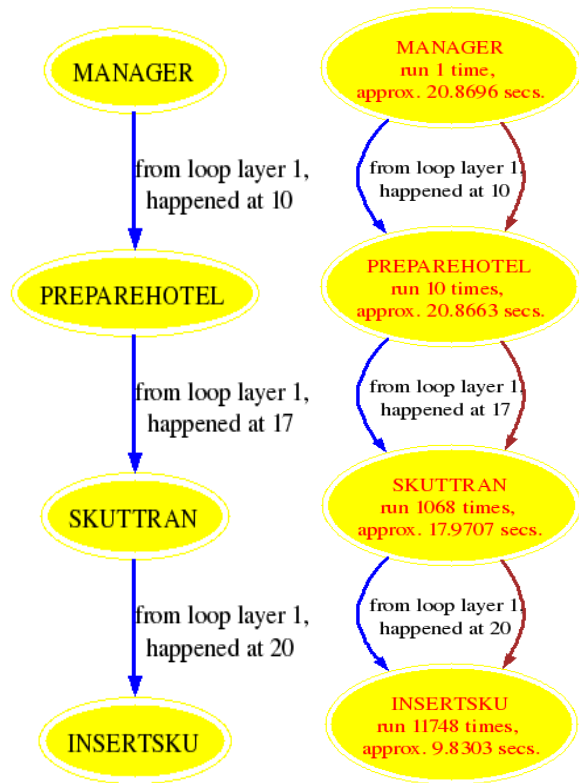 MANAGER
from loop layer 1,
happened at 10
PREPAREHOTEL
from loop layer 1,
happened at 17
SKUTTRAN
from loop layer 1,
happened at 20
INSERTSKU
MANAGER
run 1 time,
approx. 20.8696 secs.
from loop layer 1,
happened at 10
PREPAREHOTEL
run 10 times,
approx. 20.8663 secs.
from loop layer 1,
happened at 17
SKUTTRAN
run 1068 times,
approx. 17.9707 secs.
from loop layer 1,
happened at 20
INSERTSKU
run 11748 times,
approx. 9.8303 secs.